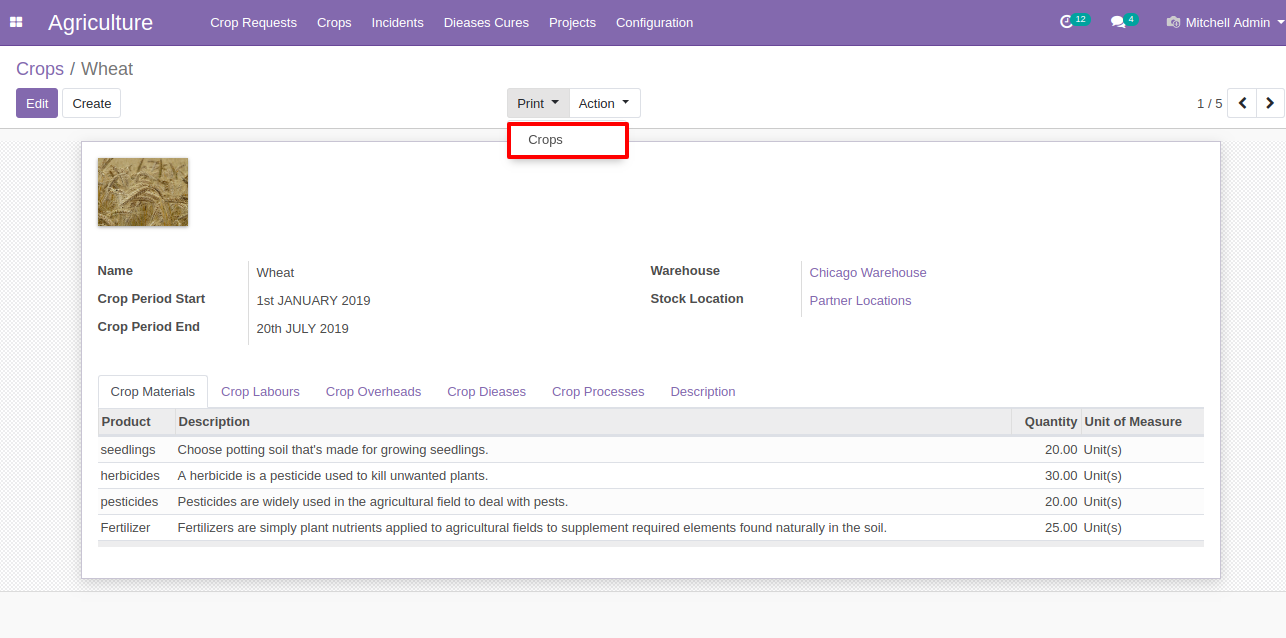 Agriculture Crop Requests Crops Incidents Dieases Cures Projects Configuration 12 4 Mitchell Admin
Crops / Wheat
Edit Create Print Action 1 / 5
Crops
Name Wheat Warehouse Chicago Warehouse
Crop Period Start 1st JANUARY 2019 Stock Location Partner Locations
Crop Period End 20th JULY 2019
Crop Materials Crop Labours Crop Overheads Crop Dieases Crop Processes Description
Product Description Quantity Unit of Measure
seedlings Choose potting soil that's made for growing seedlings. 20.00 Unit(s)
herbicides A herbicide is a pesticide used to kill unwanted plants. 30.00 Unit(s)
pesticides Pesticides are widely used in the agricultural field to deal with pests. 20.00 Unit(s)
Fertilizer Fertilizers are simply plant nutrients applied to agricultural fields to supplement required elements found naturally in the soil. 25.00 Unit(s)